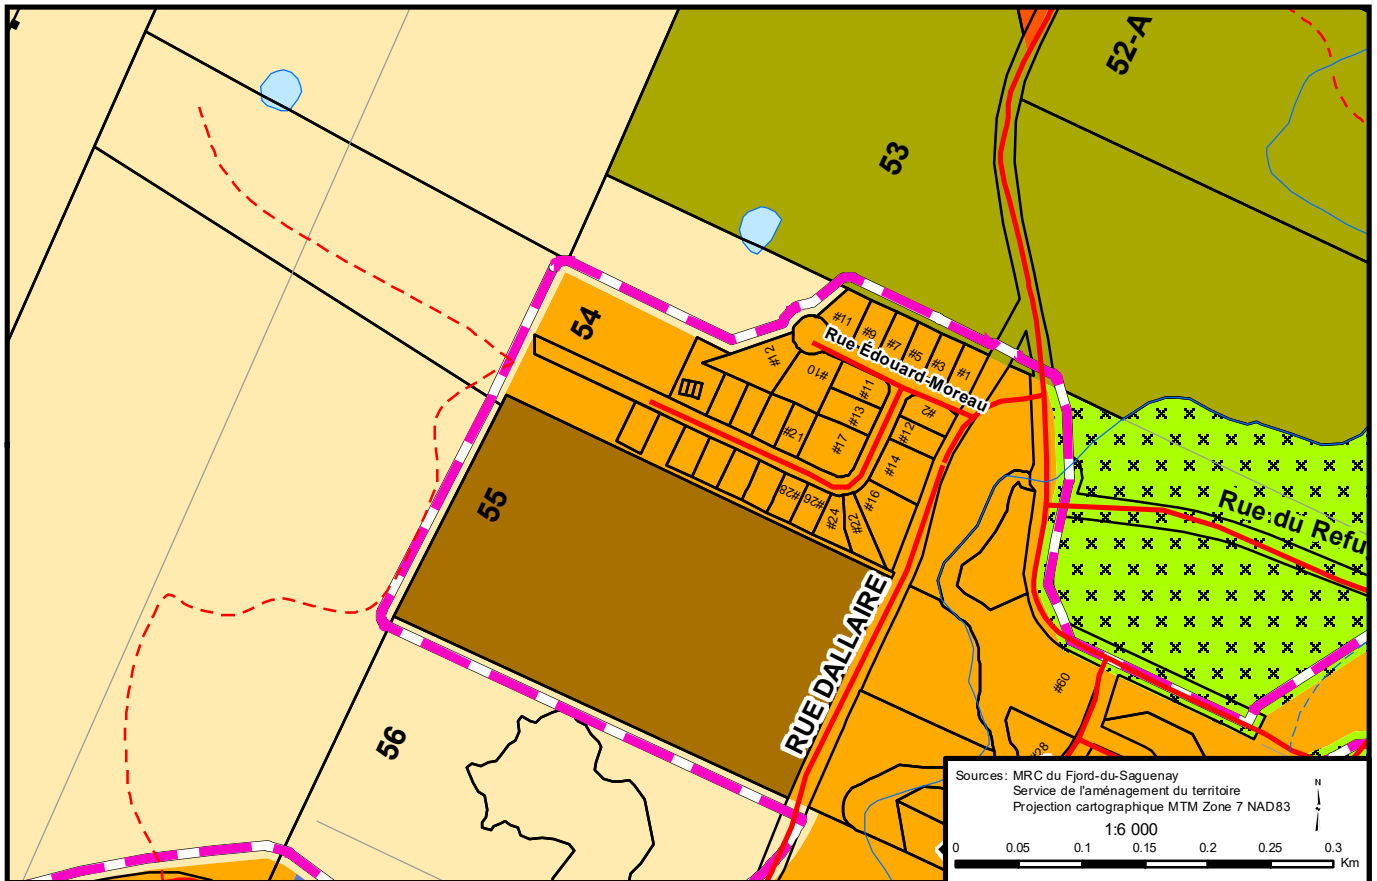 52-A
53
54
#11
#9
#7
#5
#3
#1
Rue Édouard-Moreau
#12
#10
#11
#13
#17
#21
#2
#12
#14
#16
#22
#24
#26
#28
55
Rue du Refu
RUE DALLAIRE
#60
#28
56
Sources: MRC du Fjord-du-Saguenay
Service de l'aménagement du territoire
Projection cartographique MTM Zone 7 NAD83
N
1:6 000
0 0.05 0.1 0.15 0.2 0.25 0.3
Km